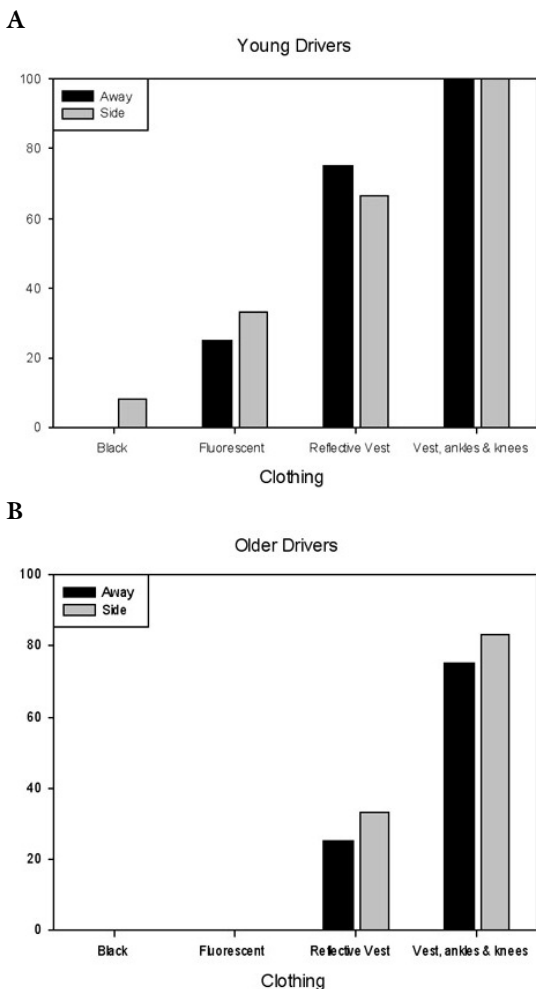 A
Young Drivers
100
Away
Side
80
60
40
20
0
Black Fluorescent Reflective Vest Vest, ankles & knees
Clothing
B
Older Drivers
100
Away
Side
80
60
40
20
0
Black Fluorescent Reflective Vest Vest, ankles & knees
Clothing